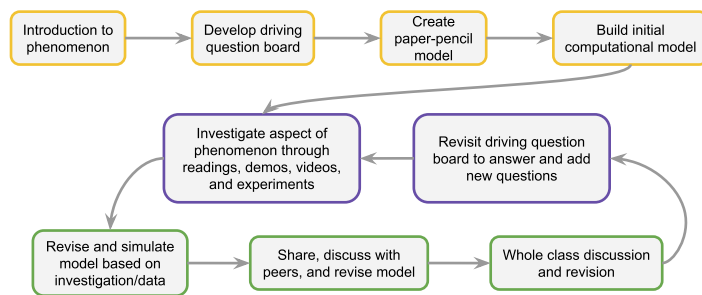 Introduction to
phenomenon
Develop driving
question board
Create
paper-pencil
model
Build initial
computational model
Investigate aspect of
phenomenon through
readings, demos, videos,
and experiments
Revisit driving question
board to answer and add
new questions
Revise and simulate
model based on
investigation/data
Share, discuss with
peers, and revise model
Whole class discussion
and revision